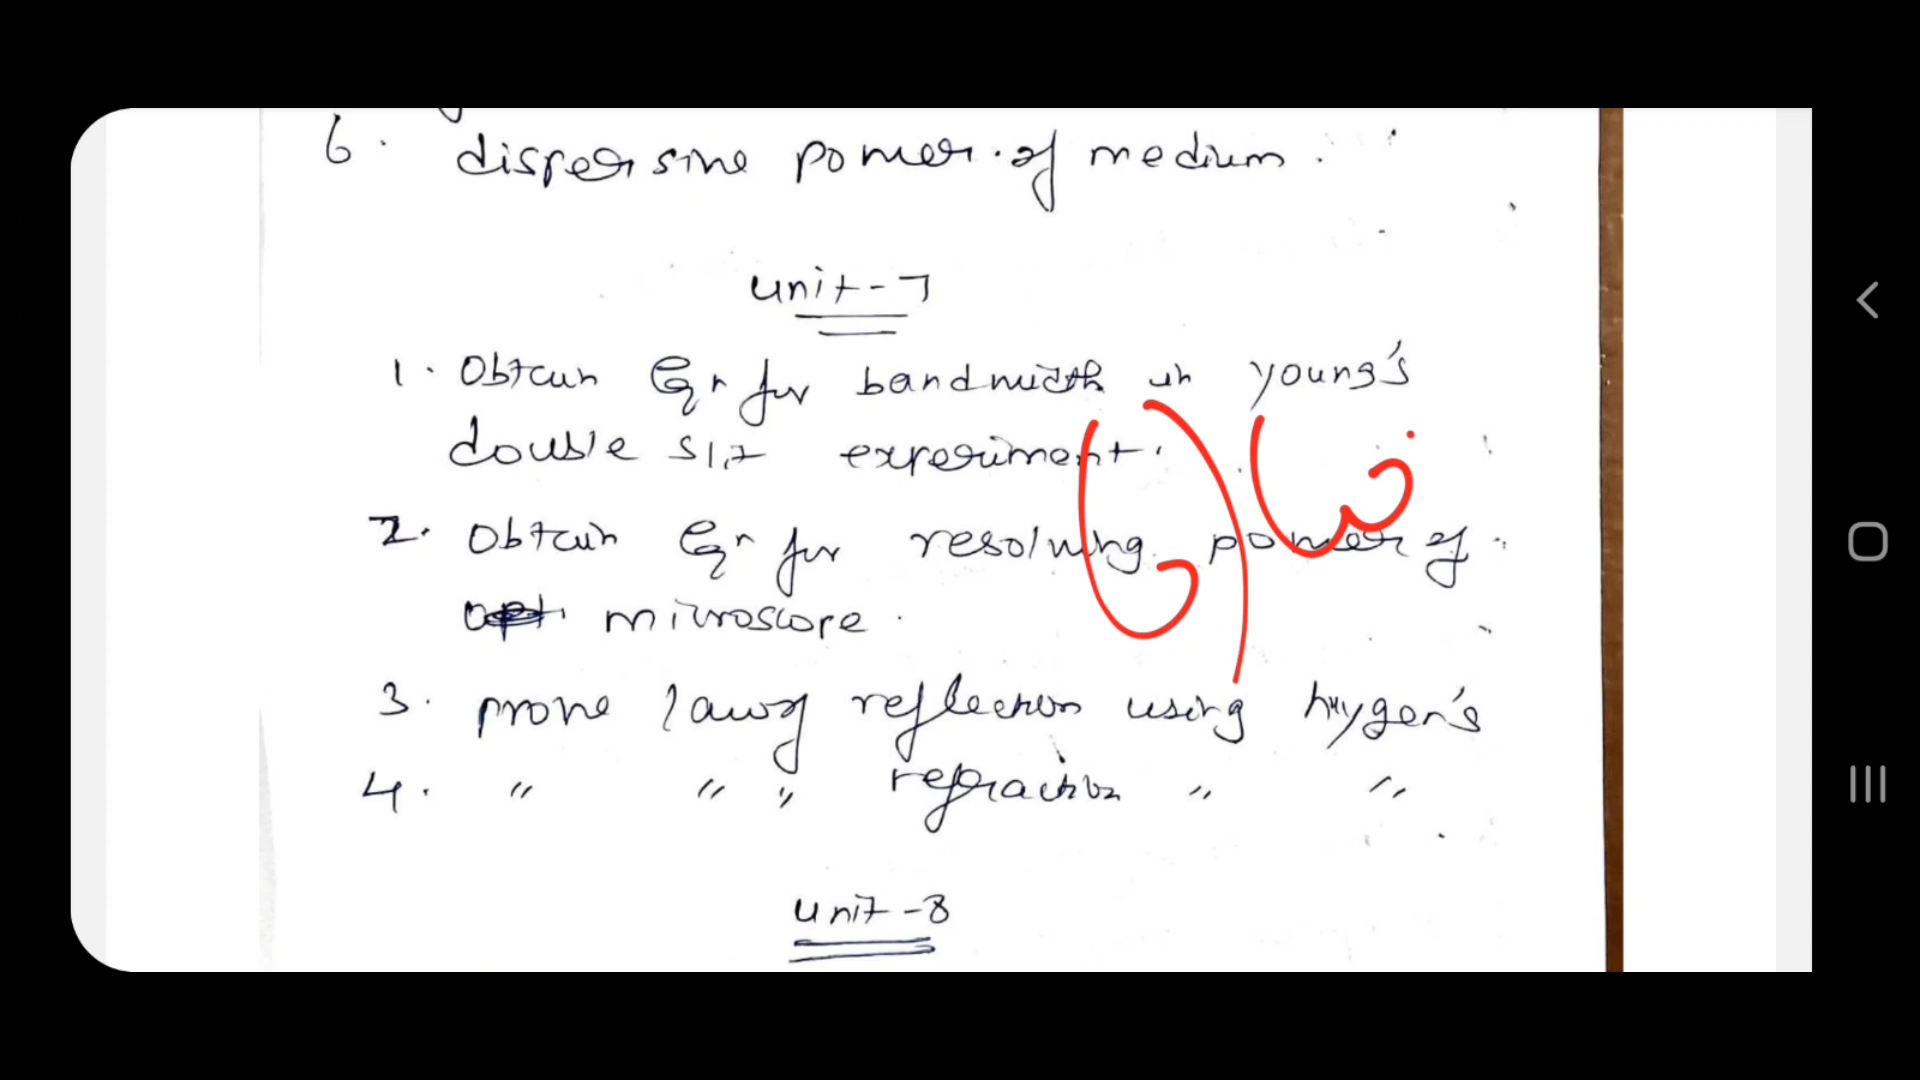 6. dispersive power of medium.
unit-7
1. Obtain Eqn for bandwidth in young's
double slit experiment.
2. Obtain Eqn for resolving power of
microscope.
3. prove law of reflection using huygen's
4. " " " refraction " "
unit-8